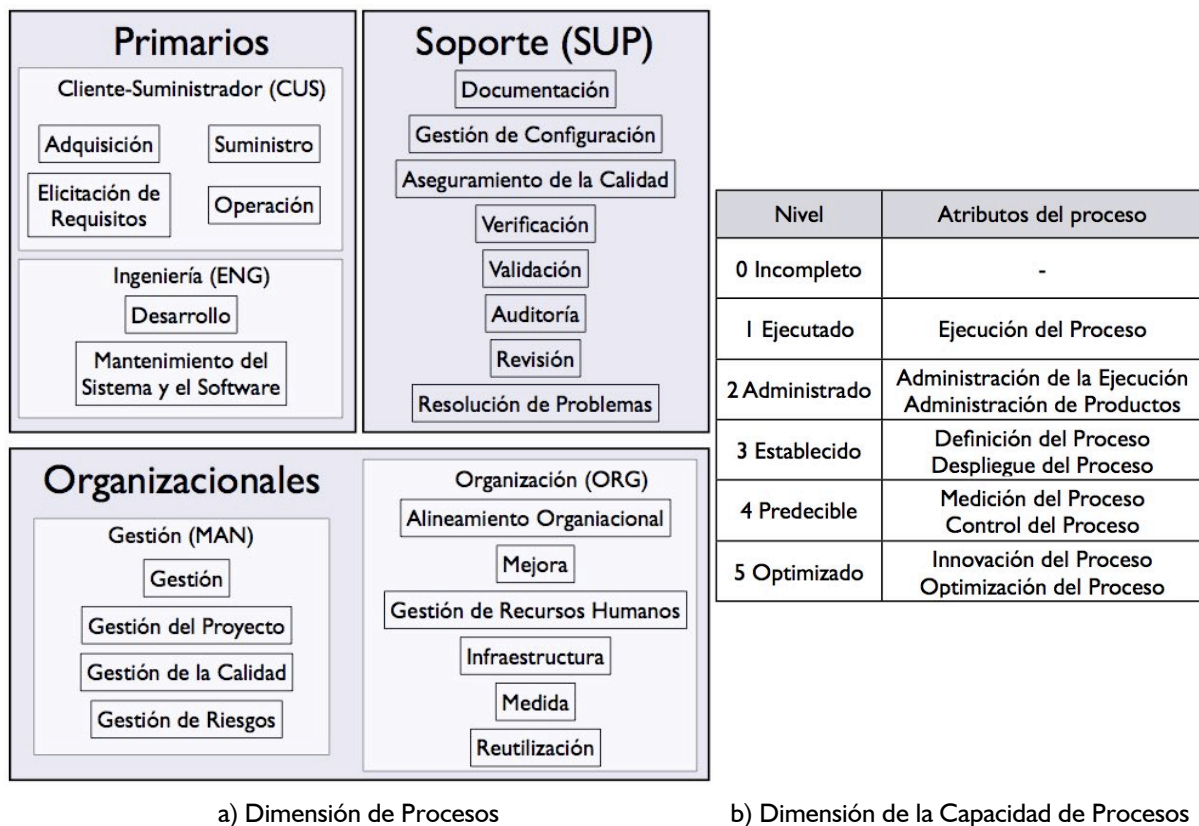 Primarios
Cliente-Suministrador (CUS)
Adquisición
Suministro
Elicitación de
Requisitos
Operación
Ingeniería (ENG)
Desarrollo
Mantenimiento del
Sistema y el Software
Soporte (SUP)
Documentación
Gestión de Configuración
Aseguramiento de la Calidad
Verificación
Validación
Auditoría
Revisión
Resolución de Problemas
Organizacionales
Gestión (MAN)
Gestión
Gestión del Proyecto
Gestión de la Calidad
Gestión de Riesgos
Organización (ORG)
Alineamiento Organiacional
Mejora
Gestión de Recursos Humanos
Infraestructura
Medida
Reutilización
a) Dimensión de Procesos
Nivel Atributos del proceso
0 Incompleto -
1 Ejecutado Ejecución del Proceso
2 Administrado Administración de la Ejecución
Administración de Productos
3 Establecido Definición del Proceso
Despliegue del Proceso
4 Predecible Medición del Proceso
Control del Proceso
5 Optimizado Innovación del Proceso
Optimización del Proceso
b) Dimensión de la Capacidad de Procesos